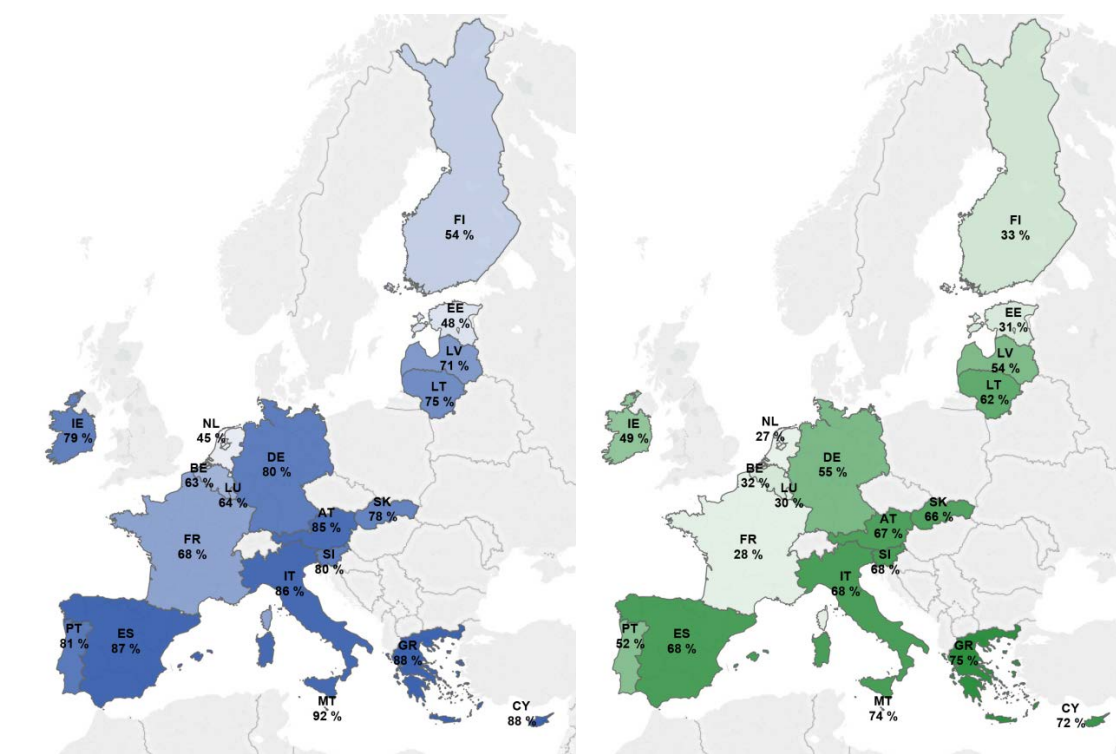 FI
54 %
EE
48 %
LV
71 %
LT
75 %
IE
79 %
NL
45 %
BE
63 %
LU
64 %
DE
80 %
FR
68 %
AT
85 %
SK
78 %
SI
80 %
IT
86 %
PT
81 %
ES
87 %
GR
88 %
MT
92 %
CY
88 %
FI
33 %
EE
31 %
LV
54 %
LT
62 %
IE
49 %
NL
27 %
BE
32 %
LU
30 %
DE
55 %
FR
28 %
AT
67 %
SK
66 %
SI
68 %
IT
68 %
PT
52 %
ES
68 %
GR
75 %
MT
74 %
CY
72 %